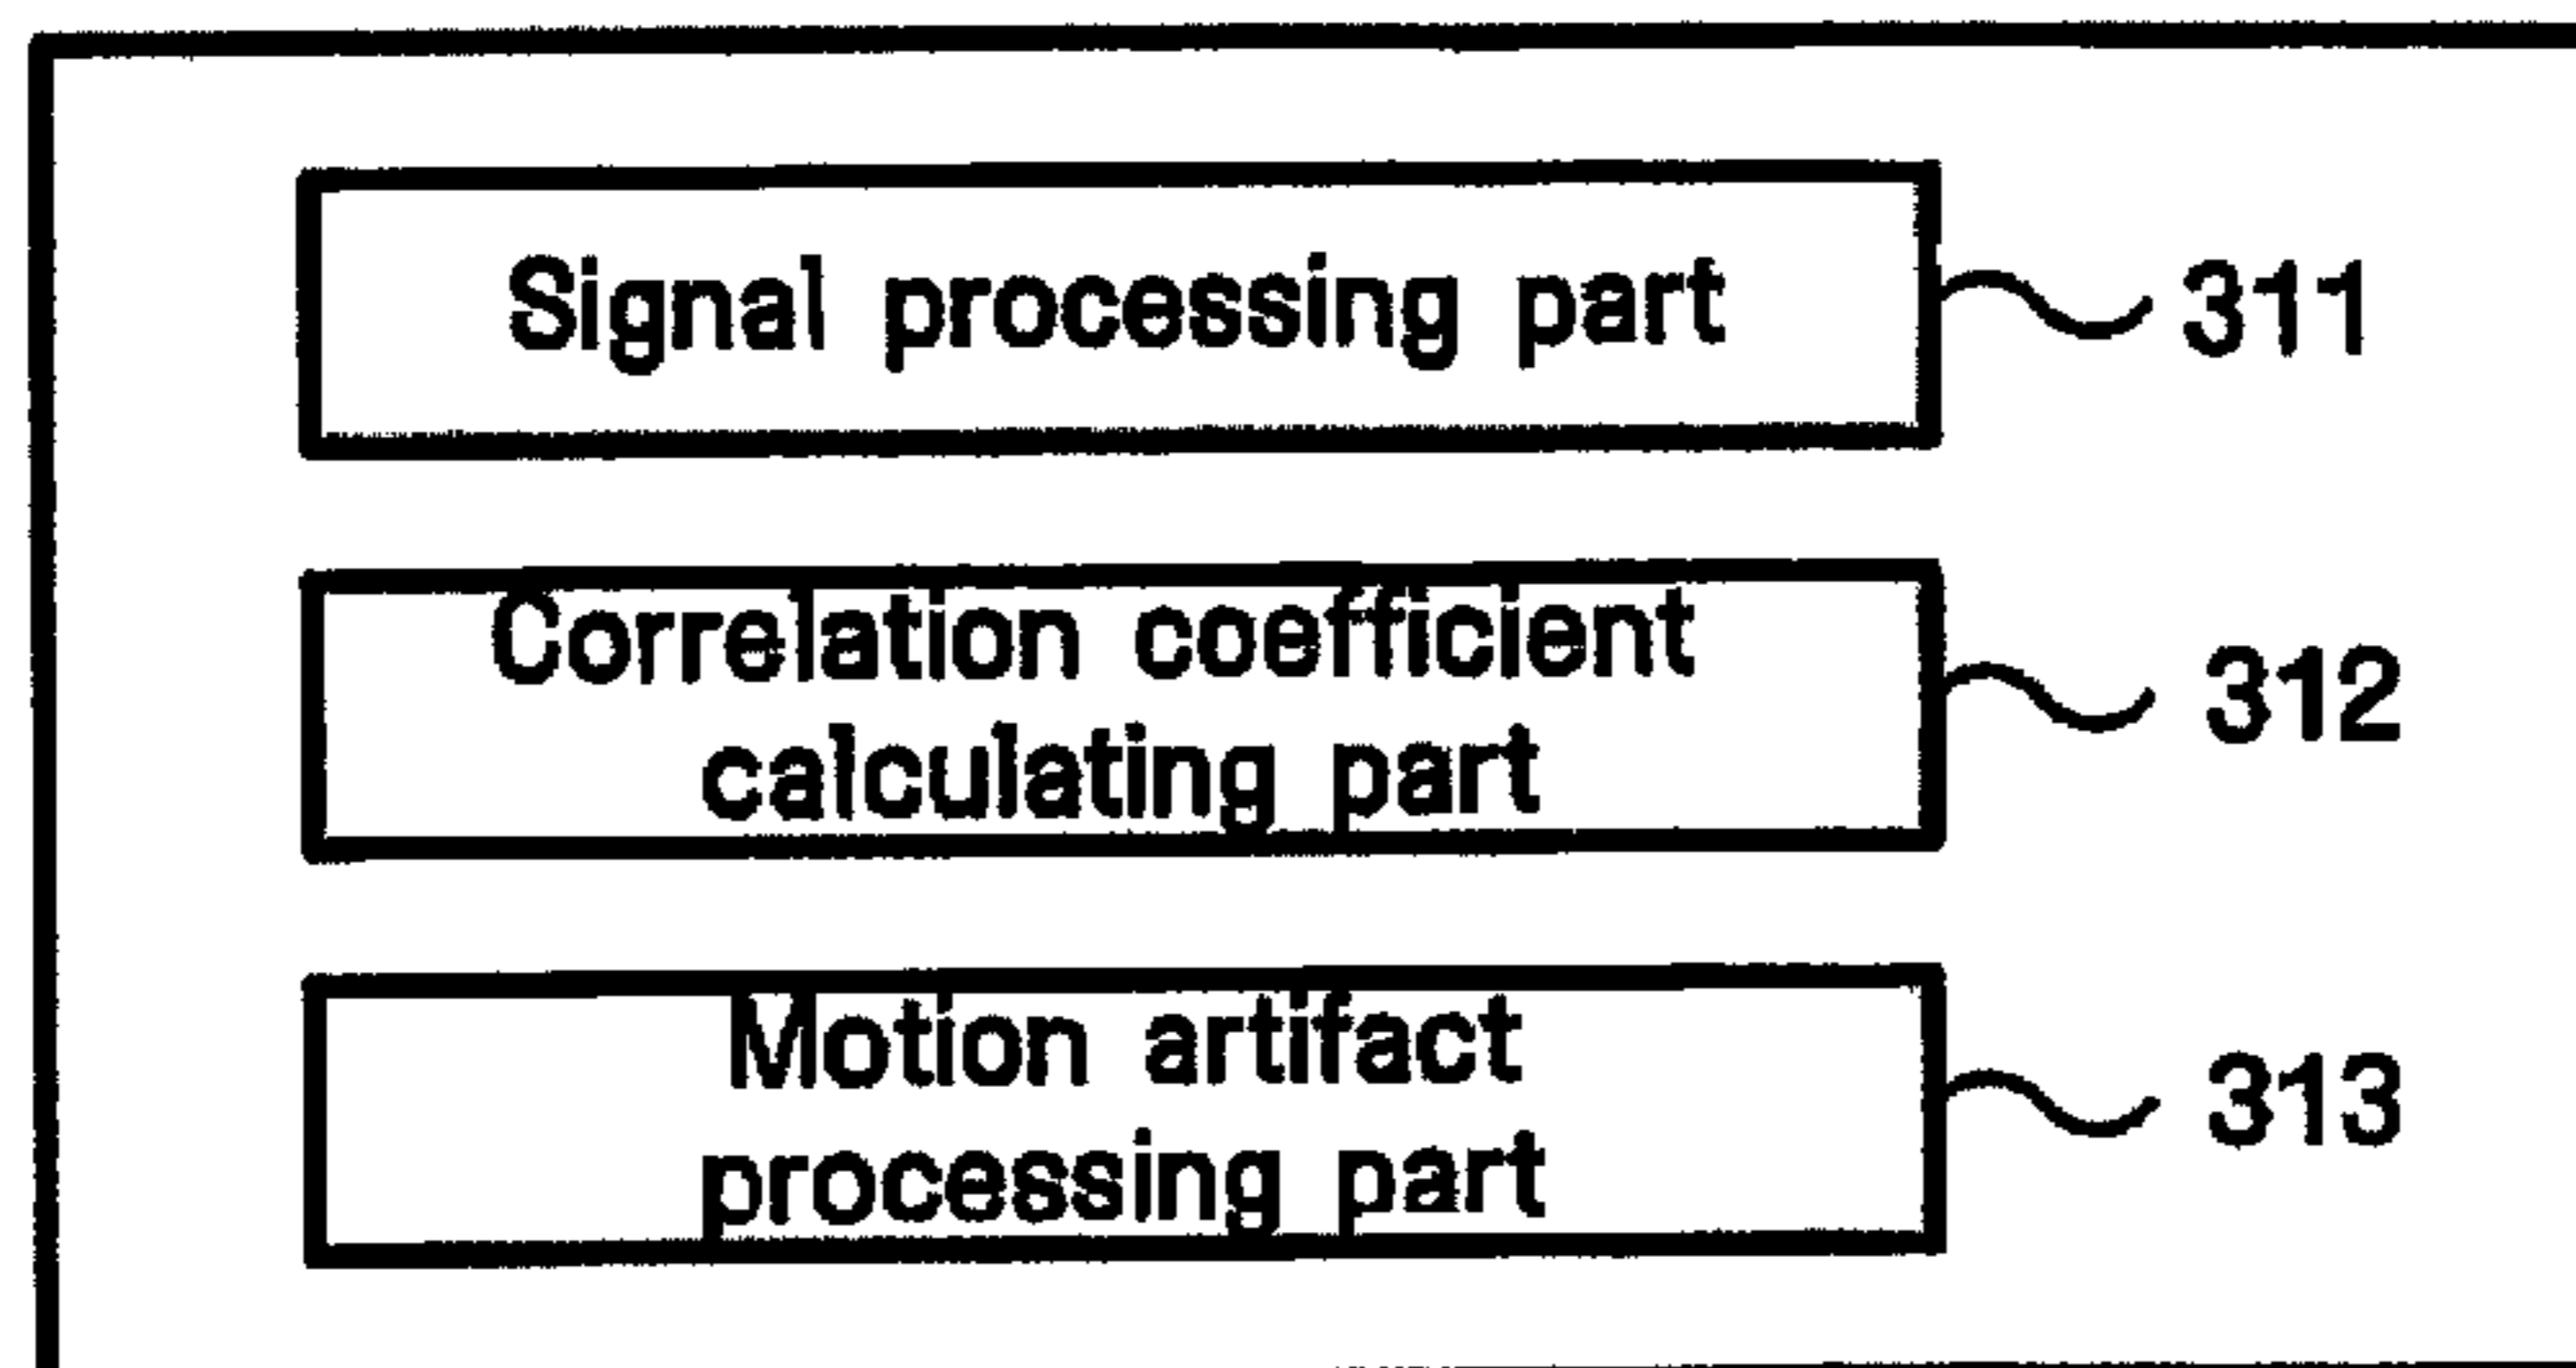 Signal processing part 311
Correlation coefficient
calculating part 312
Motion artifact
processing part 313